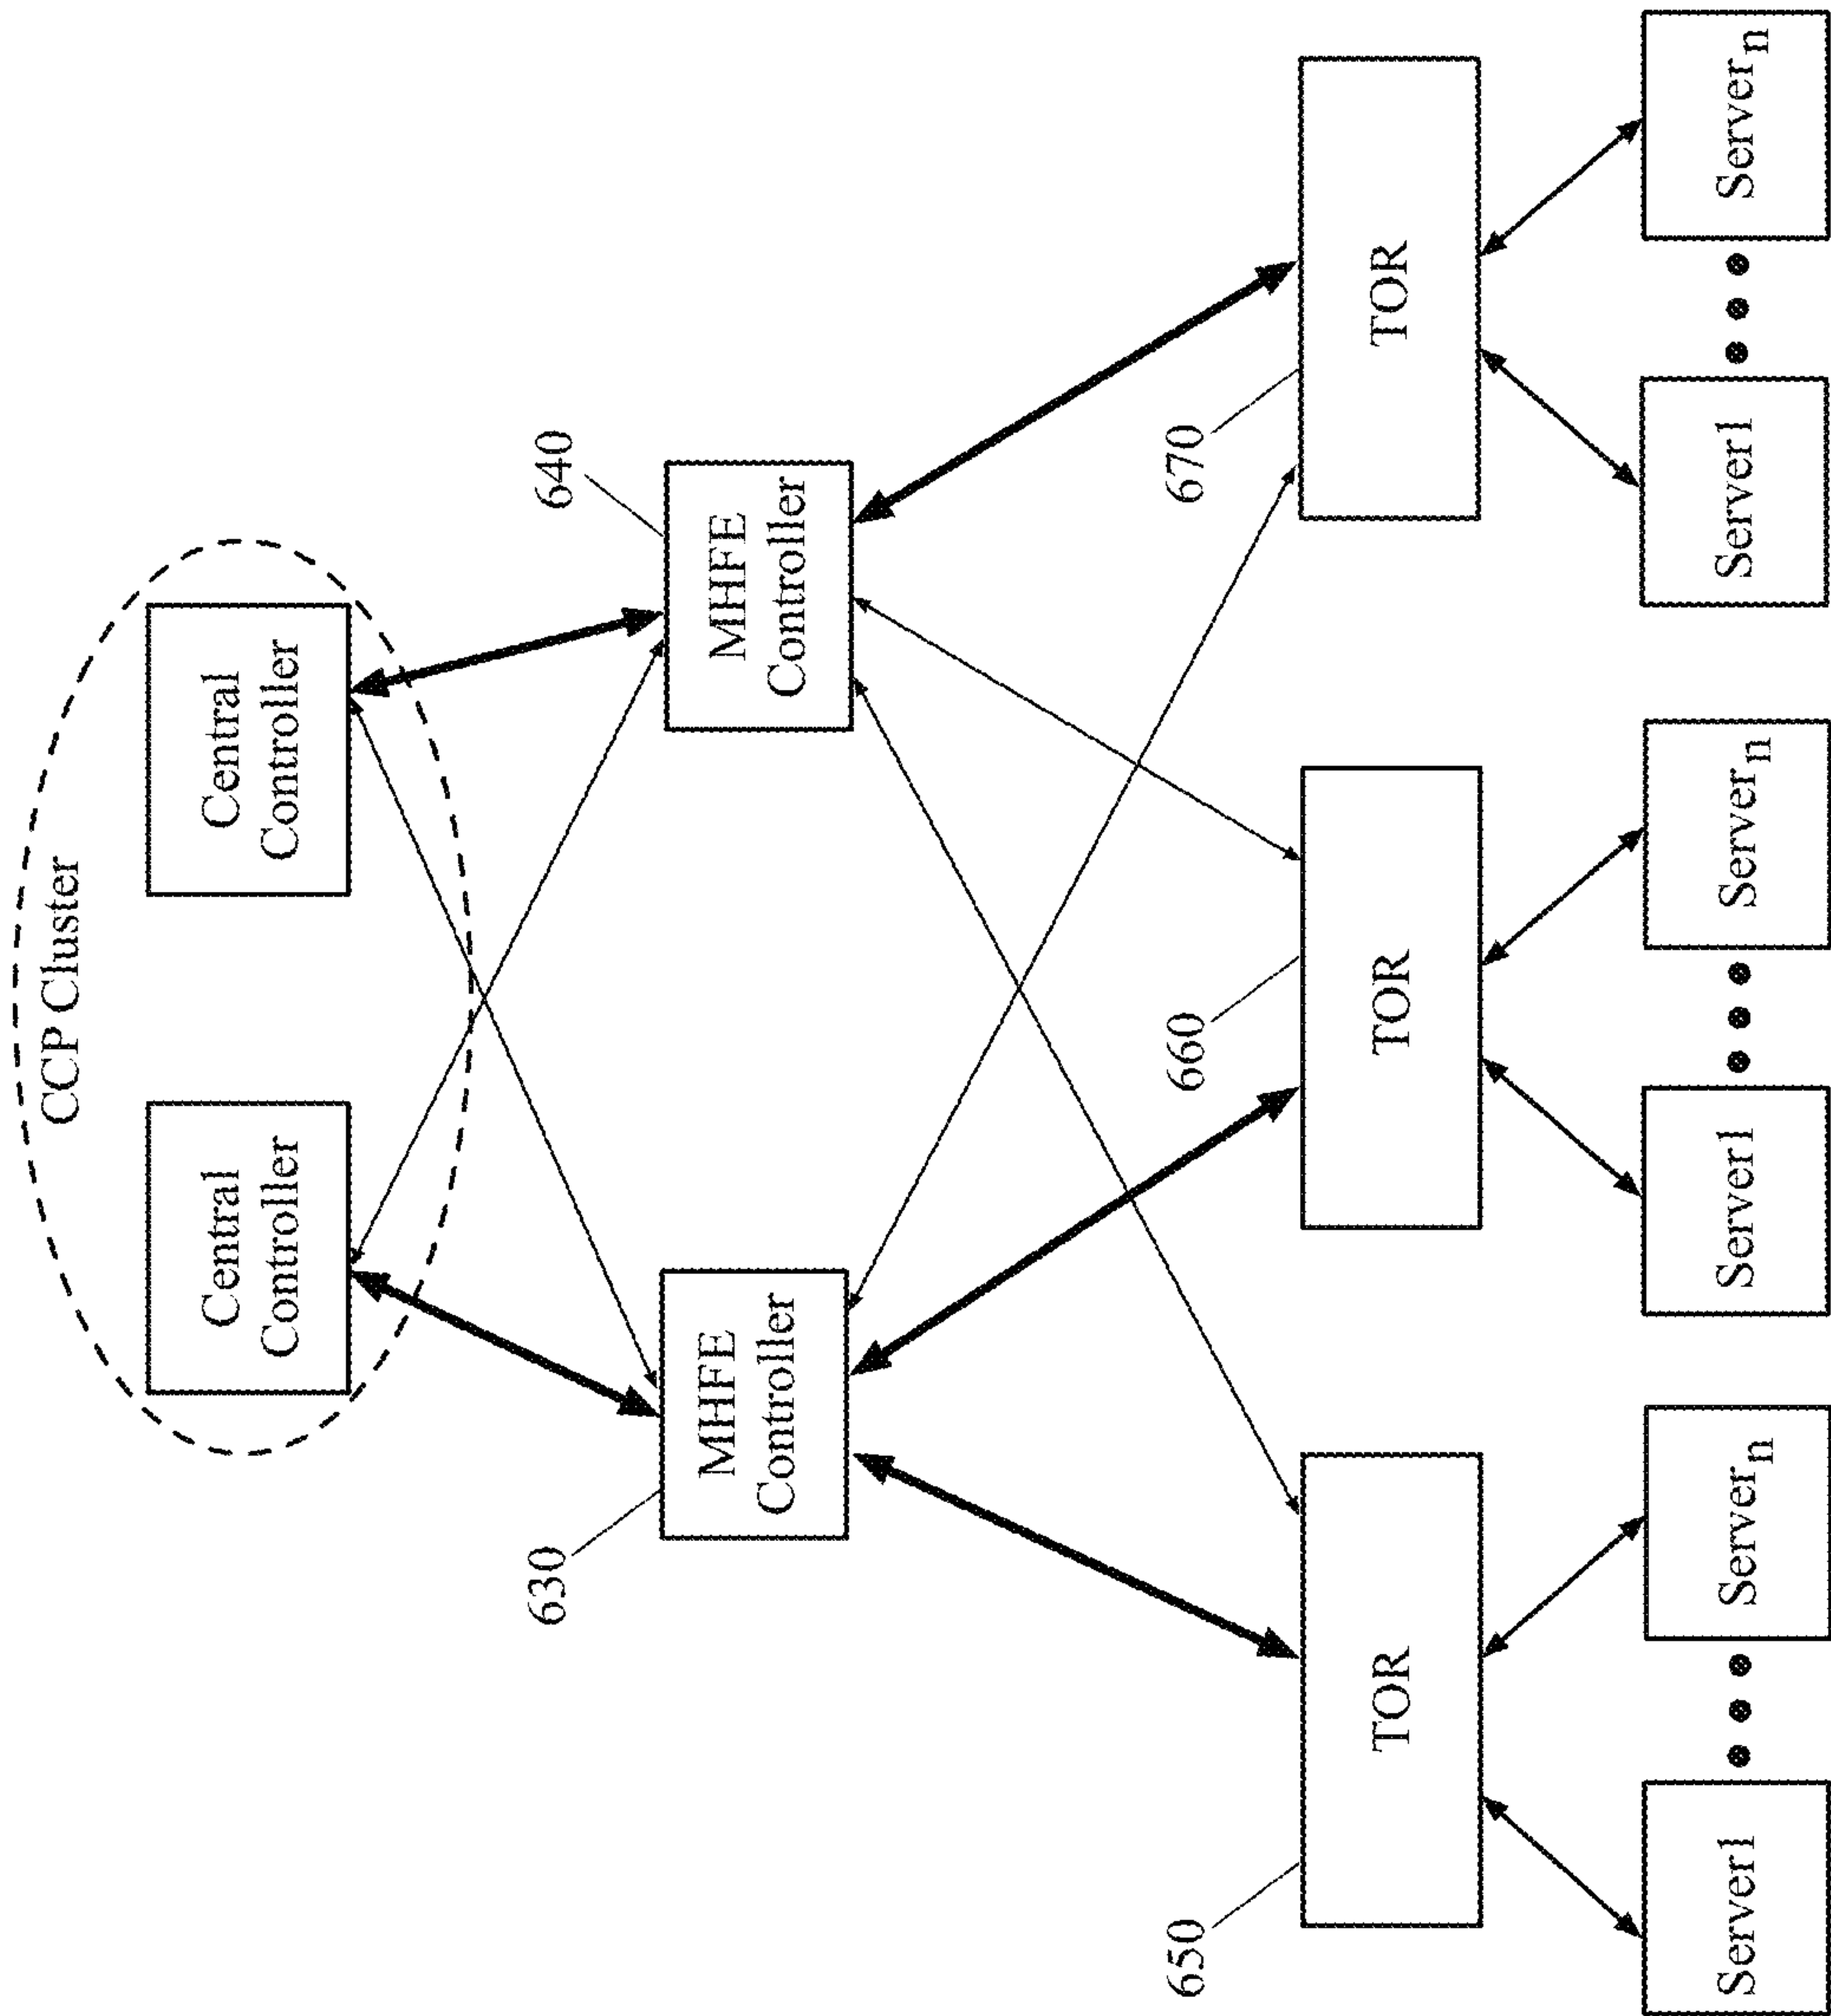 CCP Cluster
Central
Controller
Central
Controller
630
MHFE
Controller
640
MHFE
Controller
650
TOR
660
TOR
670
TOR
Server1
Servern
Server1
Servern
Server1
Servern